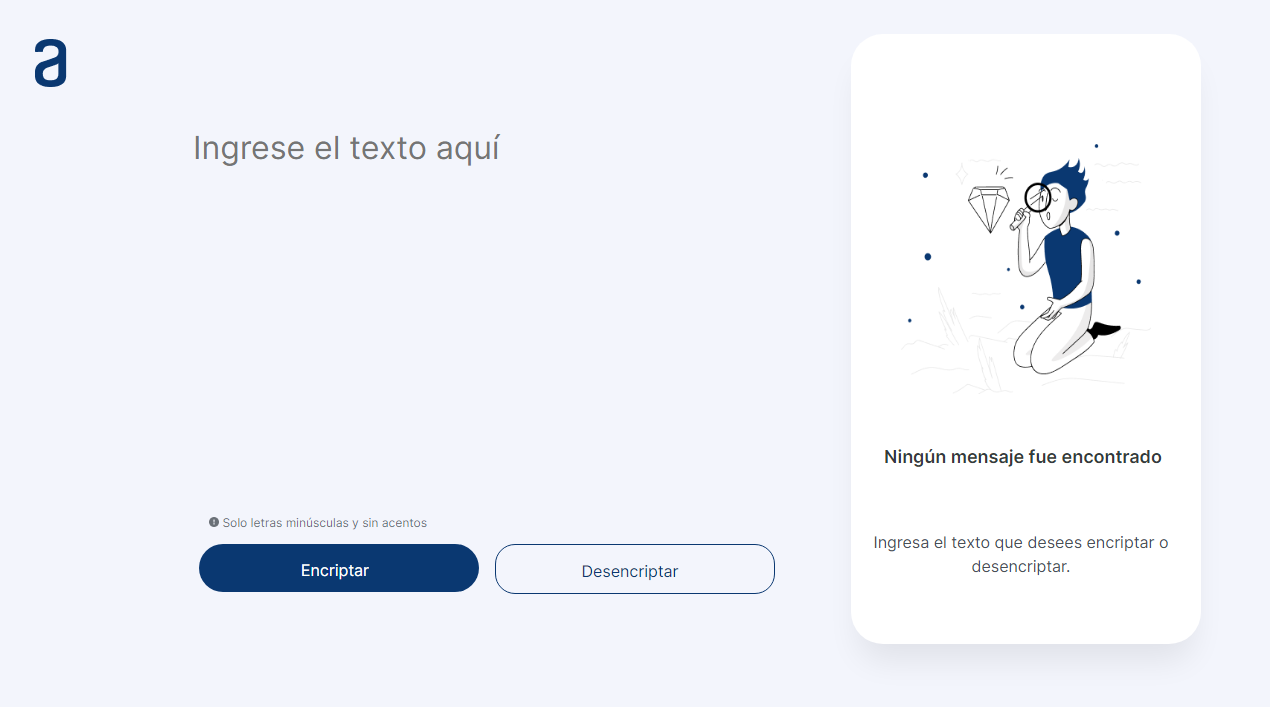 a
Ingrese el texto aquí
Solo letras minúsculas y sin acentos
Encriptar
Desencriptar
Ningún mensaje fue encontrado
Ingresa el texto que desees encriptar o
desencriptar.